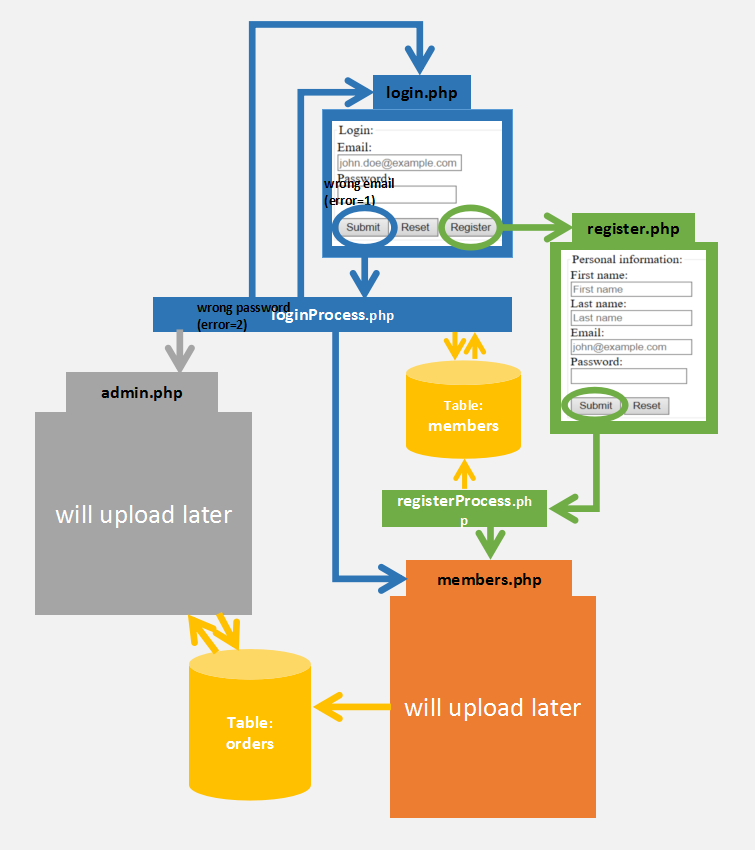 login.php
Login:
Email:
john.doe@example.com
Password:
wrong email
(error=1)
Submit Reset Register
register.php
Personal information:
First name:
First name
Last name:
Last name
Email:
john@example.com
Password:
Submit Reset
wrong password
(error=2)
loginProcess.php
admin.php
will upload later
Table:
members
registerProcess.ph
p
members.php
will upload later
Table:
orders